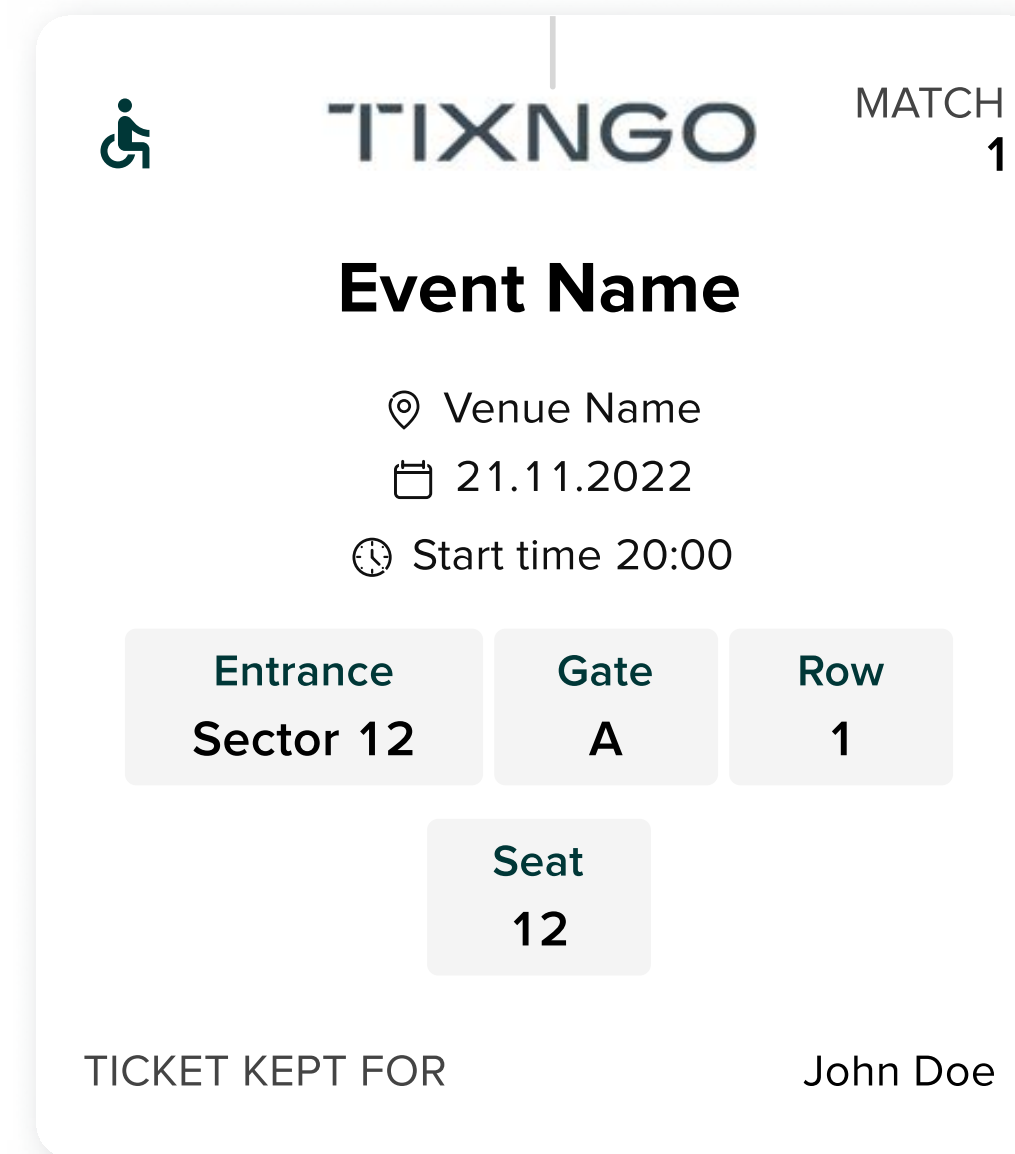 TIXNGO
MATCH
1
Event Name
Venue Name
21.11.2022
Start time 20:00
Entrance
Sector 12
Gate
A
Row
1
Seat
12
TICKET KEPT FOR
John Doe